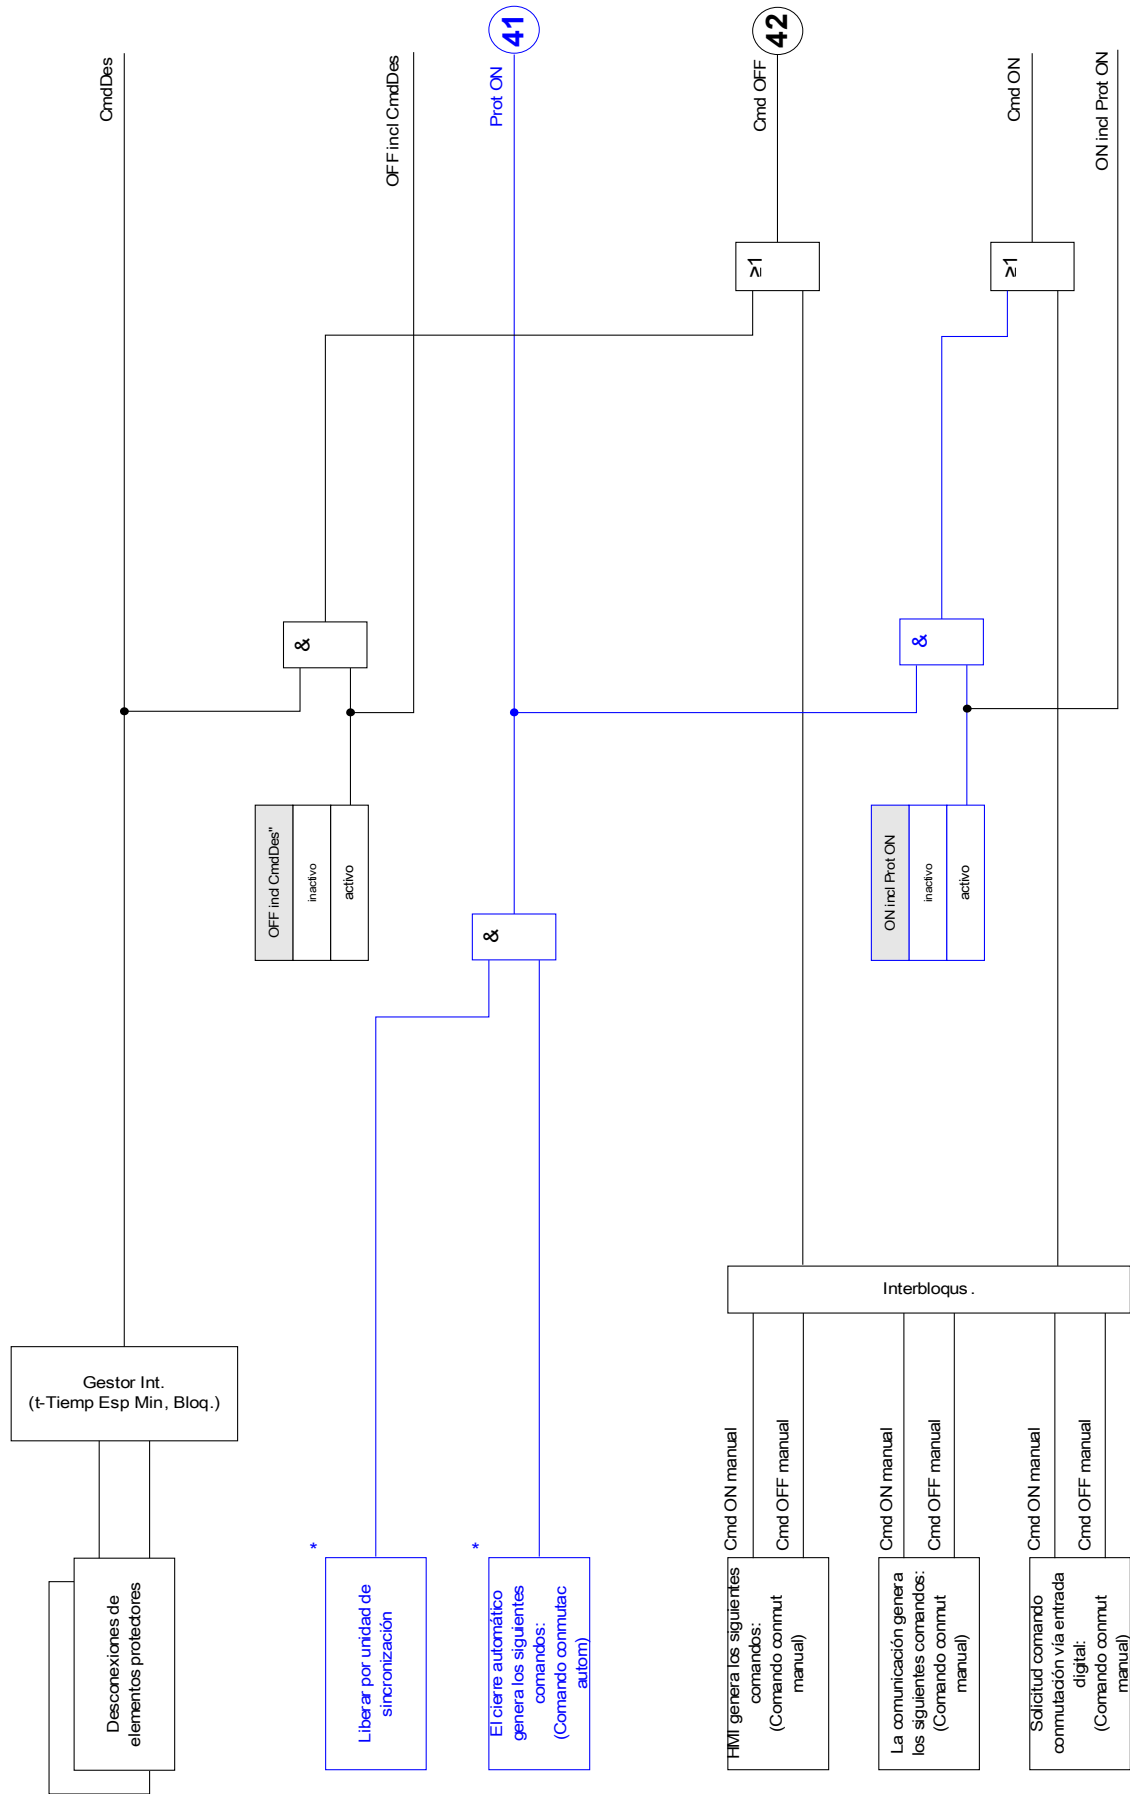 CmdDes
OFF incl CmdDes
Prot ON
41
Cmd OFF
42
Cmd ON
ON incl Prot ON
≥1
≥1
&
&
OFF incl CmdDes"
inactivo
activo
&
ON incl Prot ON
inactivo
activo
Gestor Int.
(t-Tiemp Esp Min, Bloq.)
Interbloqus .
Cmd ON manual
Cmd OFF manual
Cmd ON manual
Cmd OFF manual
Cmd ON manual
Cmd OFF manual
Desconexiones de
elementos protectores
*
Liberar por unidad de
sincronización
*
El cierre automático
genera los siguientes
comandos:
(Comando conmutac
autom)
HMI genera los siguientes
comandos:
(Comando conmut
manual)
La comunicación genera
los siguientes comandos:
(Comando conmut
manual)
Solicitud comando
conmutación vía entrada
digital:
(Comando conmut
manual)